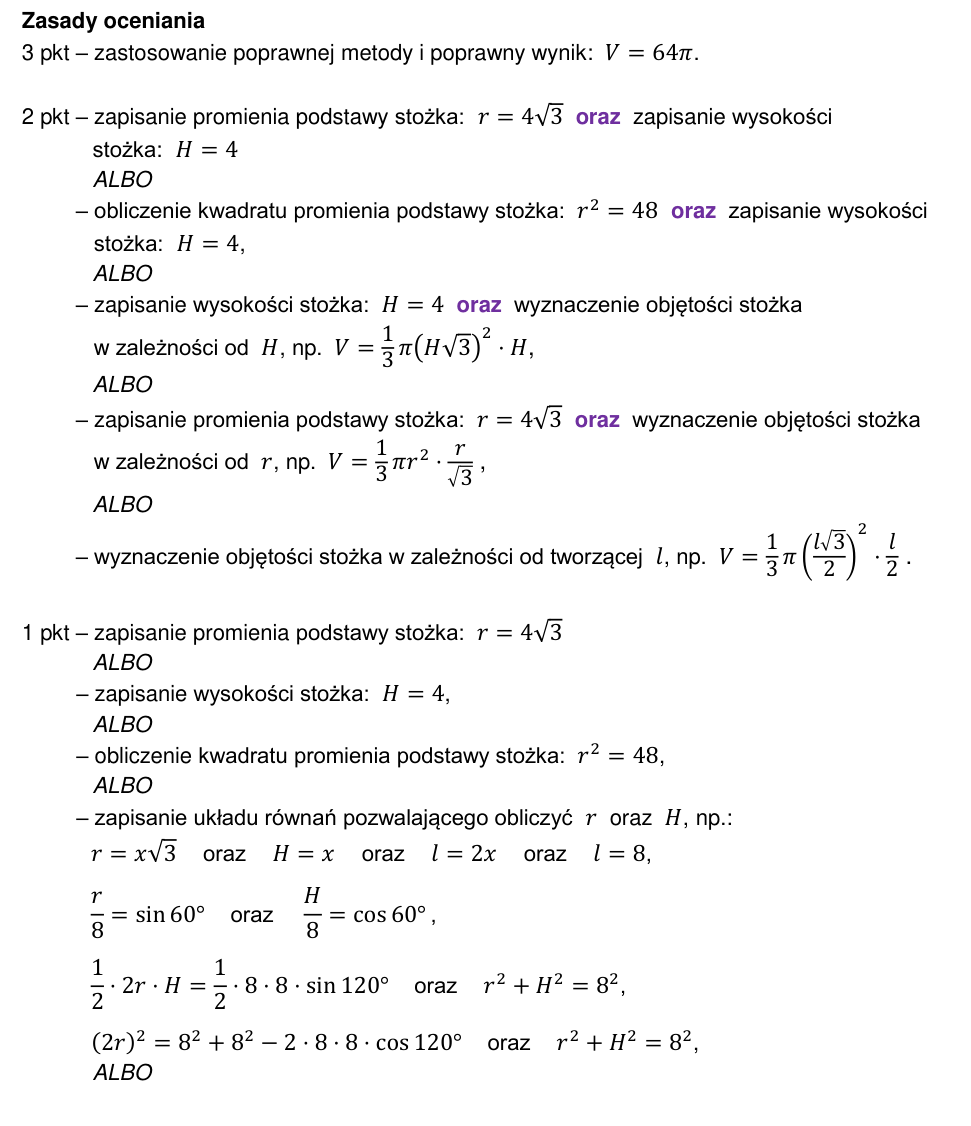 Zasady oceniania
3 pkt – zastosowanie poprawnej metody i poprawny wynik: V = 64π.
2 pkt – zapisanie promienia podstawy stożka: r = 4√3 oraz zapisanie wysokości
stożka: H = 4
ALBO
– obliczenie kwadratu promienia podstawy stożka: r² = 48 oraz zapisanie wysokości
stożka: H = 4,
ALBO
– zapisanie wysokości stożka: H = 4 oraz wyznaczenie objętości stożka
w zależności od H, np. V = 1/3 π(H√3)² · H,
ALBO
– zapisanie promienia podstawy stożka: r = 4√3 oraz wyznaczenie objętości stożka
w zależności od r, np. V = 1/3 πr² · r/√3 ,
ALBO
– wyznaczenie objętości stożka w zależności od tworzącej l, np. V = 1/3 π (l√3/2)² · l/2 .
1 pkt – zapisanie promienia podstawy stożka: r = 4√3
ALBO
– zapisanie wysokości stożka: H = 4,
ALBO
– obliczenie kwadratu promienia podstawy stożka: r² = 48,
ALBO
– zapisanie układu równań pozwalającego obliczyć r oraz H, np.:
r = x√3 oraz H = x oraz l = 2x oraz l = 8,
r/8 = sin 60° oraz H/8 = cos 60° ,
1/2 · 2r · H = 1/2 · 8 · 8 · sin 120° oraz r² + H² = 8²,
(2r)² = 8² + 8² − 2 · 8 · 8 · cos 120° oraz r² + H² = 8²,
ALBO